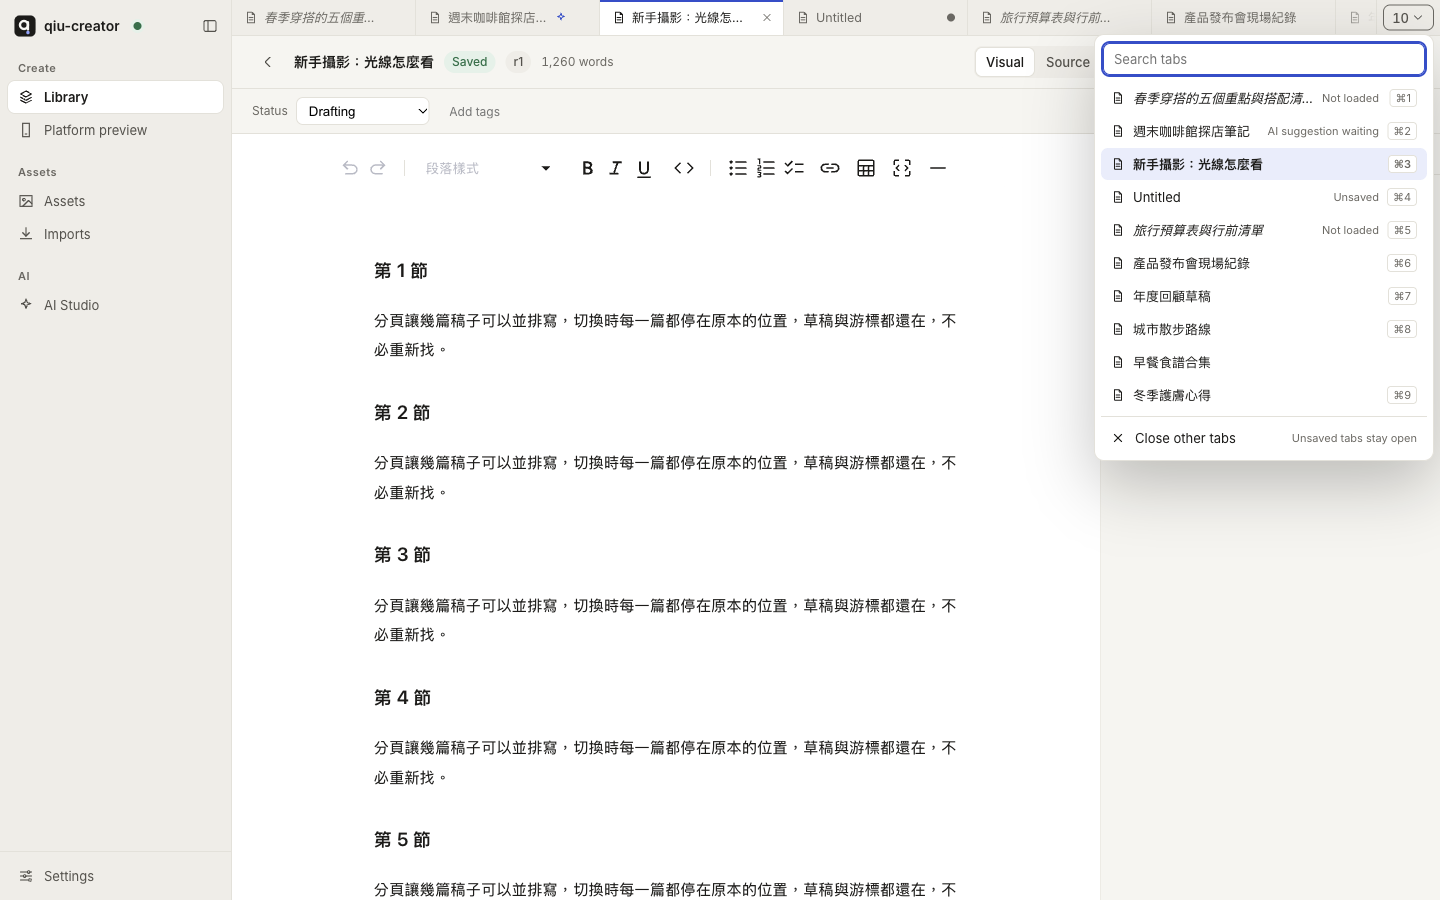 qiu-creator
Create
Library
Platform preview
Assets
Assets
Imports
AI
AI Studio
Settings
春季穿搭的五個重...
週末咖啡館探店...
新手攝影：光線怎...
Untitled
旅行預算表與行前...
產品發布會現場紀錄
10
新手攝影：光線怎麼看
Saved
r1
1,260 words
Visual
Source
Status
Drafting
Add tags
段落樣式
B I U
第 1 節
分頁讓幾篇稿子可以並排寫，切換時每一篇都停在原本的位置，草稿與游標都還在，不
必重新找。
第 2 節
分頁讓幾篇稿子可以並排寫，切換時每一篇都停在原本的位置，草稿與游標都還在，不
必重新找。
第 3 節
分頁讓幾篇稿子可以並排寫，切換時每一篇都停在原本的位置，草稿與游標都還在，不
必重新找。
第 4 節
分頁讓幾篇稿子可以並排寫，切換時每一篇都停在原本的位置，草稿與游標都還在，不
必重新找。
第 5 節
分頁讓幾篇稿子可以並排寫，切換時每一篇都停在原本的位置，草稿與游標都還在，不
Search tabs
春季穿搭的五個重點與搭配清... Not loaded ⌘1
週末咖啡館探店筆記 AI suggestion waiting ⌘2
新手攝影：光線怎麼看 ⌘3
Untitled Unsaved ⌘4
旅行預算表與行前清單 Not loaded ⌘5
產品發布會現場紀錄 ⌘6
年度回顧草稿 ⌘7
城市散步路線 ⌘8
早餐食譜合集
冬季護膚心得 ⌘9
Close other tabs Unsaved tabs stay open